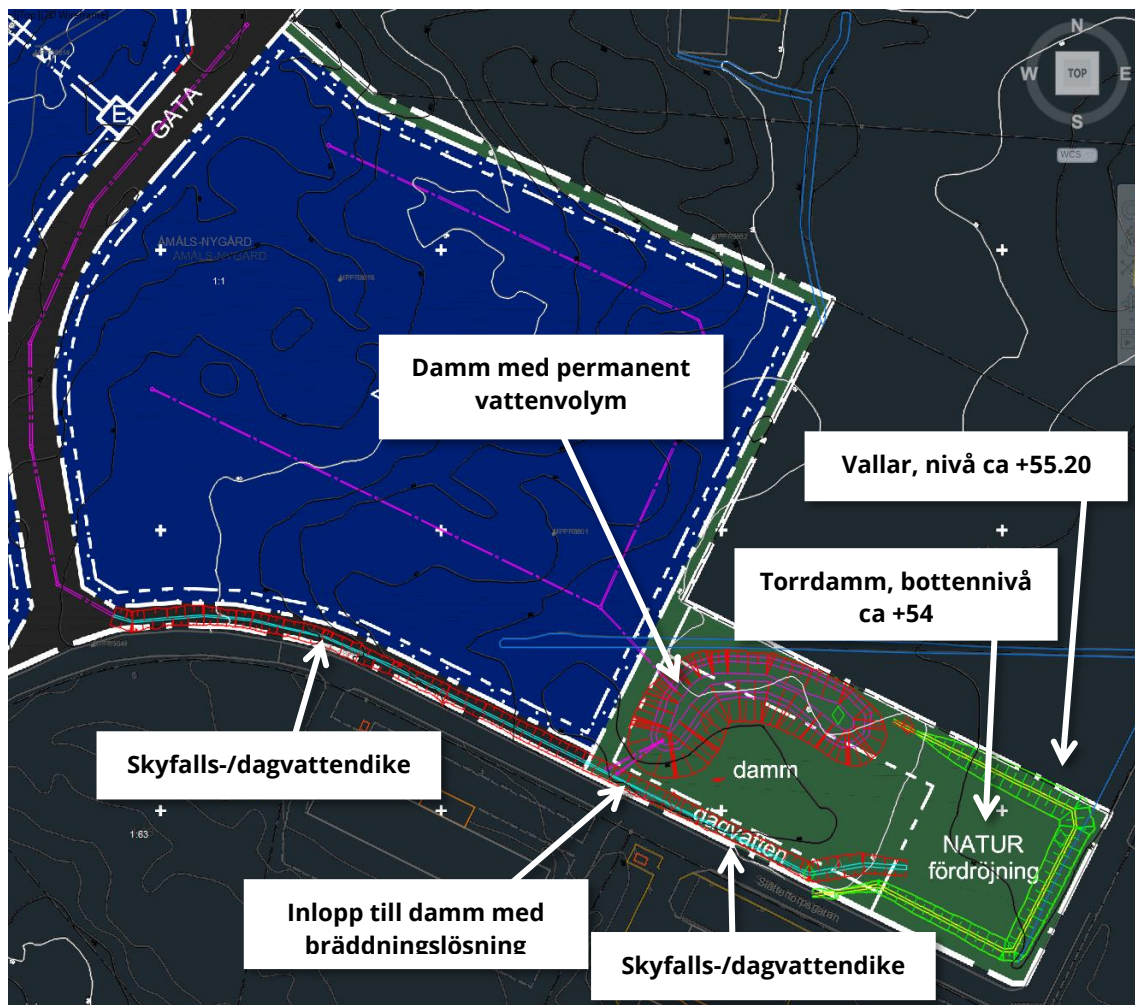 N
W
TOP
E
S
WCS
E
GATA
ÅMÅLS-NYGÅRD
ÅMÅLS-NYGÅRD
1:1
Damm med permanent
vattenvolym
Vallar, nivå ca +55.20
Torrdamm, bottennivå
ca +54
Skyfalls-/dagvattendike
damm
dagvatten
NATUR
fördröjning
1:63
Slättertorpsgatan
Inlopp till damm med
bräddningslösning
Skyfalls-/dagvattendike